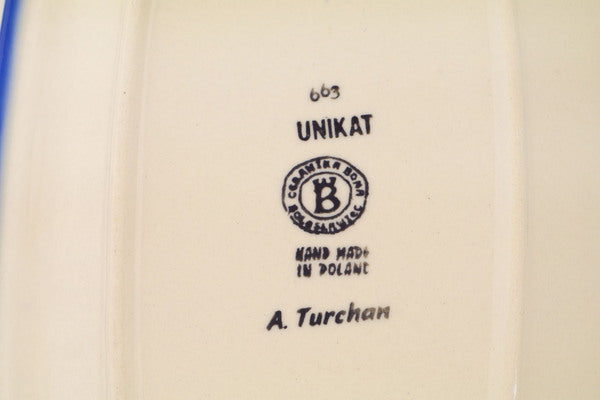 663
UNIKAT
CERAMIKA BONA
B
BOLESŁAWIEC
HAND MADE
IN POLAND
A. Turchan